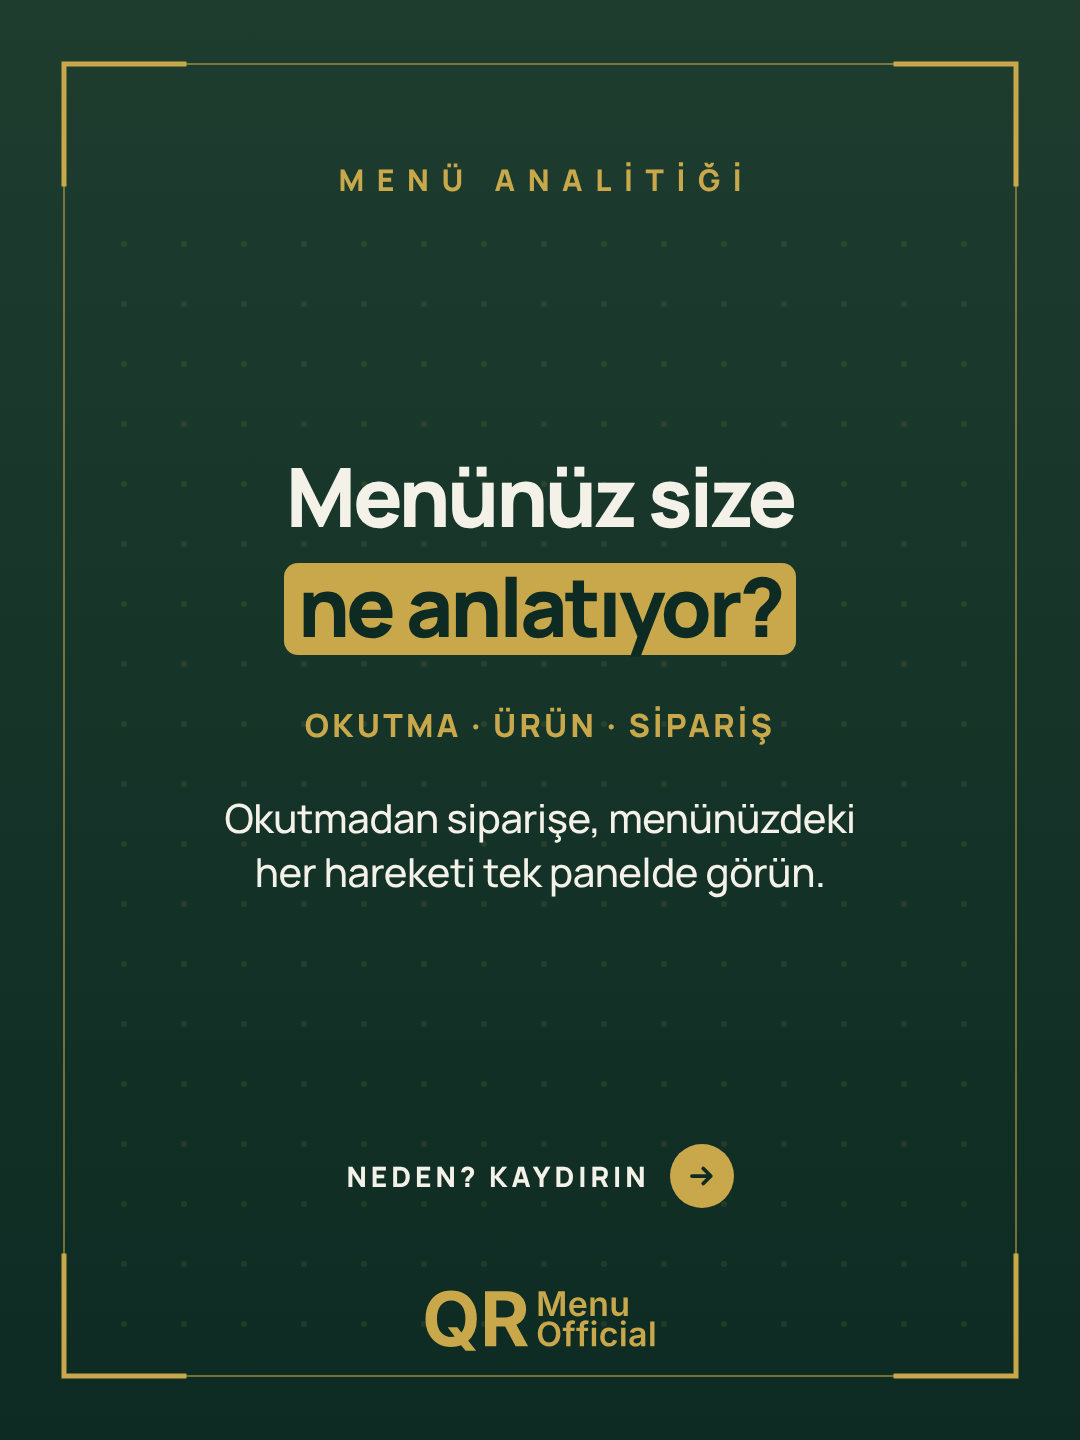 MENÜ ANALİTİĞİ
Menünüz size
ne anlatıyor?
OKUTMA · ÜRÜN · SİPARİŞ
Okutmadan siparişe, menünüzdeki
her hareketi tek panelde görün.
NEDEN? KAYDIRIN
QR Menu
Official